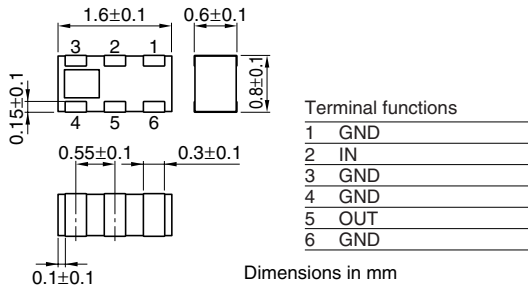 1.6±0.1
0.6±0.1
3 2 1
0.8±0.1
0.15±0.1
4 5 6
0.55±0.1
0.3±0.1
0.1±0.1
Terminal functions
1 GND
2 IN
3 GND
4 GND
5 OUT
6 GND
Dimensions in mm